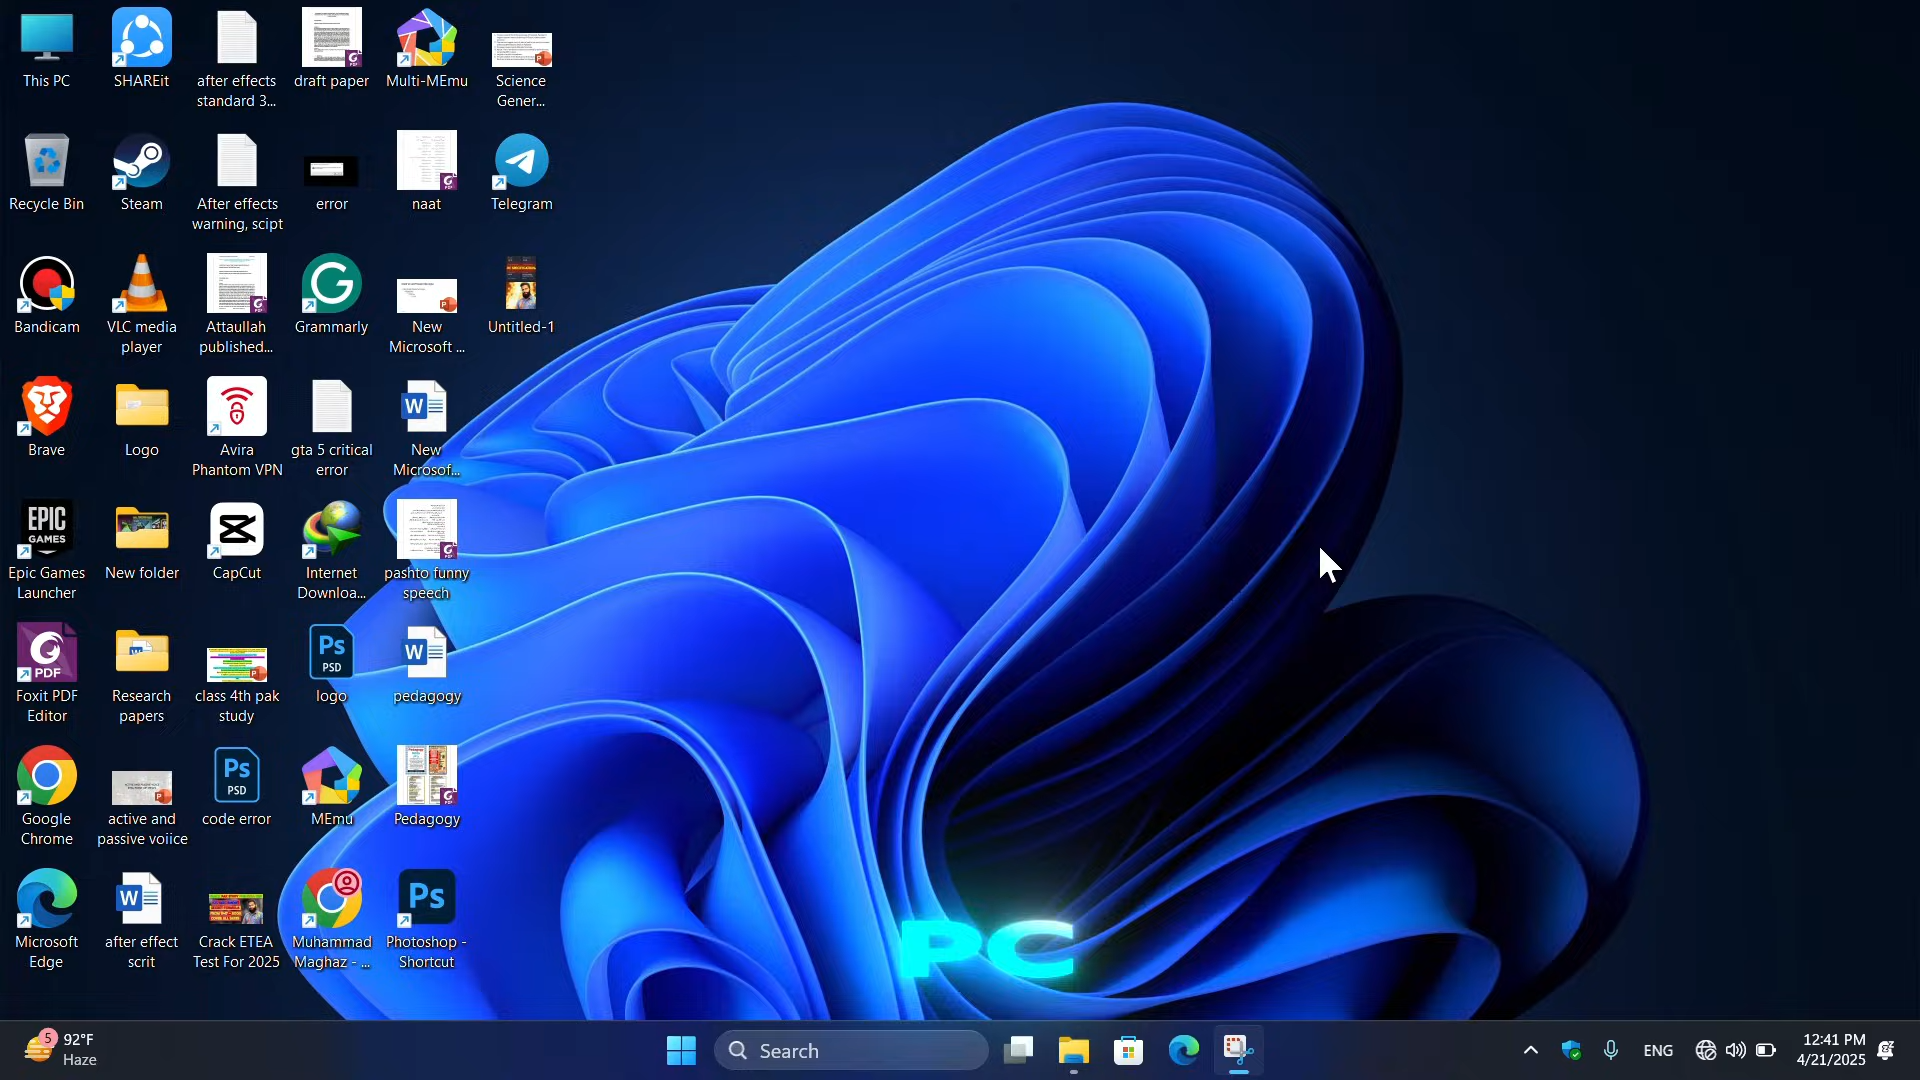 This PC
SHAREit
after effects
standard 3...
draft paper
Multi-MEmu
Science
Gener...
Recycle Bin
Steam
After effects
warning, scipt
error
naat
Telegram
Bandicam
VLC media
player
Attaullah
published...
Grammarly
New
Microsoft ...
Untitled-1
Brave
Logo
Avira
Phantom VPN
gta 5 critical
error
W
New
Microsof...
EPIC
GAMES
Epic Games
Launcher
New folder
CapCut
Internet
Downloa...
pashto funny
speech
PDF
Foxit PDF
Editor
Research
papers
class 4th pak
study
Ps
PSD
logo
W
pedagogy
Google
Chrome
active and
passive voiice
Ps
PSD
code error
MEmu
Pedagogy
Microsoft
Edge
W
after effect
scrit
Crack ETEA
Test For 2025
Muhammad
Maghaz - ...
Ps
Photoshop -
Shortcut
PC
5
92°F
Haze
Search
ENG
12:41 PM
4/21/2025